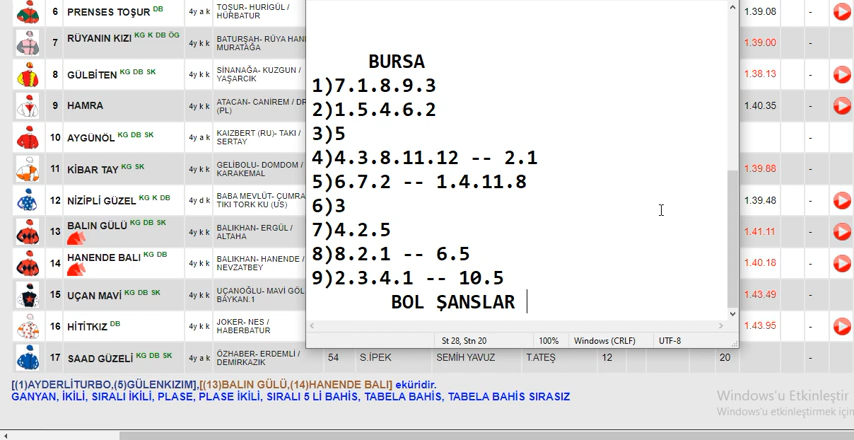 6 PRENSES TOŞUR DB 4y a k TOŞUR- HURİGÜL / HURBATUR 1.39.08
7 RÜYANIN KIZI KG K DB ÖG 4y k k BATURŞAH- RÜYA HAN MURATAĞA 1.39.00 -
8 GÜLBİTEN KG DB SK 4y k k SİNANAĞA- KUZGUN / YAŞARCIK 1.38.13 -
9 HAMRA 4y k k ATACAN- CANİREM / DR (PL) 1.40.35 -
10 AYGÜNÖL KG DB SK 4y a k KAIZBERT (RU)- TAKI / SERTAY -
11 KİBAR TAY KG SK 4y k k GELİBOLU- DOMDOM / KARAKEMAL 1.39.88 -
12 NİZİPLİ GÜZEL KG K DB 4y d k BABA MEVLÜT- ÇUMRA TIKI TORK KU (US) 1.39.48 -
13 BALIN GÜLÜ KG DB SK 4y k k BALIKHAN- ERGÜL / ALTAHA 1.41.11 -
14 HANENDE BALI KG DB 4y k k BALIKHAN- HANENDE / NEVZATBEY 1.40.18 -
15 UÇAN MAVİ KG DB SK 4y k k UÇANOĞLU- MAVİ GÖL BAYKAN.1 1.43.49 -
16 HİTİTKIZ DB 4y k k JOKER- NES / HABERBATUR 1.43.95 -
17 SAAD GÜZELİ KG DB SK 4y a k ÖZHABER- ERDEMLİ / DEMİRKAZIK 54 S.İPEK SEMİH YAVUZ T.ATEŞ 12 20 -
BURSA
1)7.1.8.9.3
2)1.5.4.6.2
3)5
4)4.3.8.11.12 -- 2.1
5)6.7.2 -- 1.4.11.8
6)3
7)4.2.5
8)8.2.1 -- 6.5
9)2.3.4.1 -- 10.5
BOL ŞANSLAR
St 28, Stn 20 100% Windows (CRLF) UTF-8
[(1)AYDERLİTURBO,(5)GÜLENKIZIM],[(13)BALIN GÜLÜ,(14)HANENDE BALI] eküridir.
GANYAN, İKİLİ, SIRALI İKİLİ, PLASE, PLASE İKİLİ, SIRALI 5 Lİ BAHİS, TABELA BAHİS, TABELA BAHİS SIRASIZ
Windows'u Etkinleştir
Windows'u etkinleştirmek için